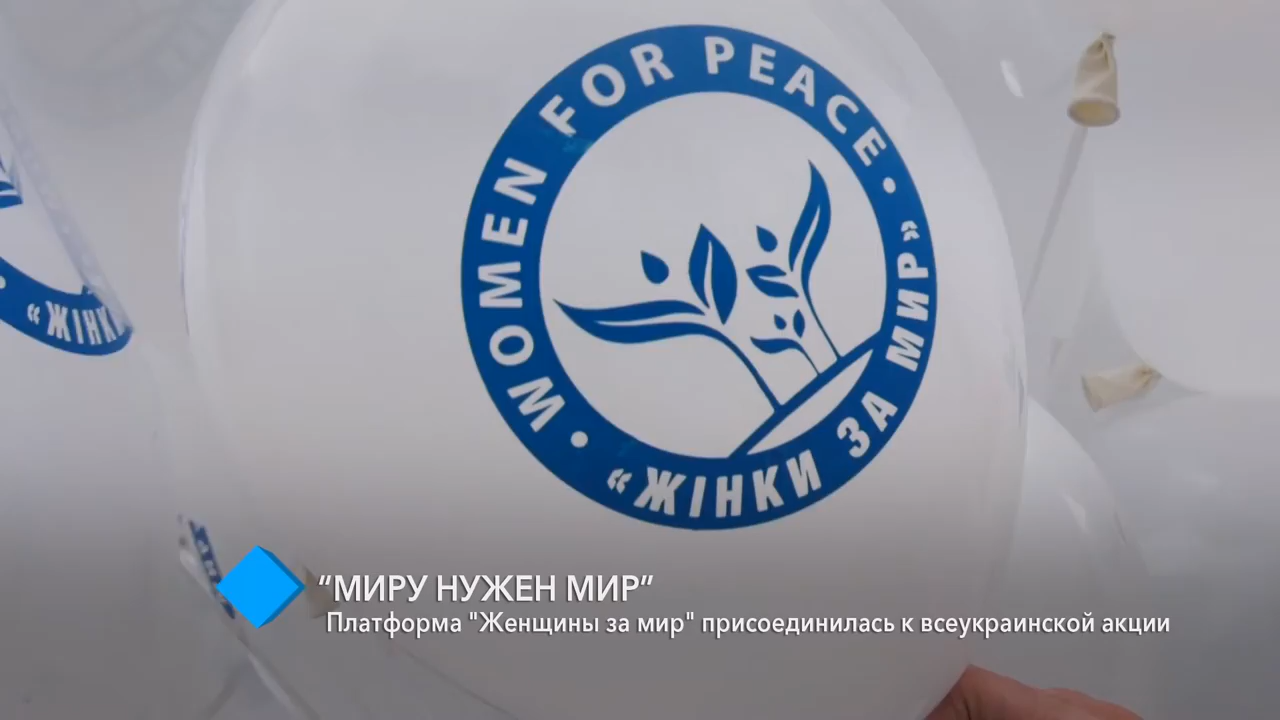 WOMEN FOR PEACE •
"ЖІНКИ ЗА МИР" •
«ЖІНКИ
“МИРУ НУЖЕН МИР”
Платформа "Женщины за мир" присоединилась к всеукраинской акции